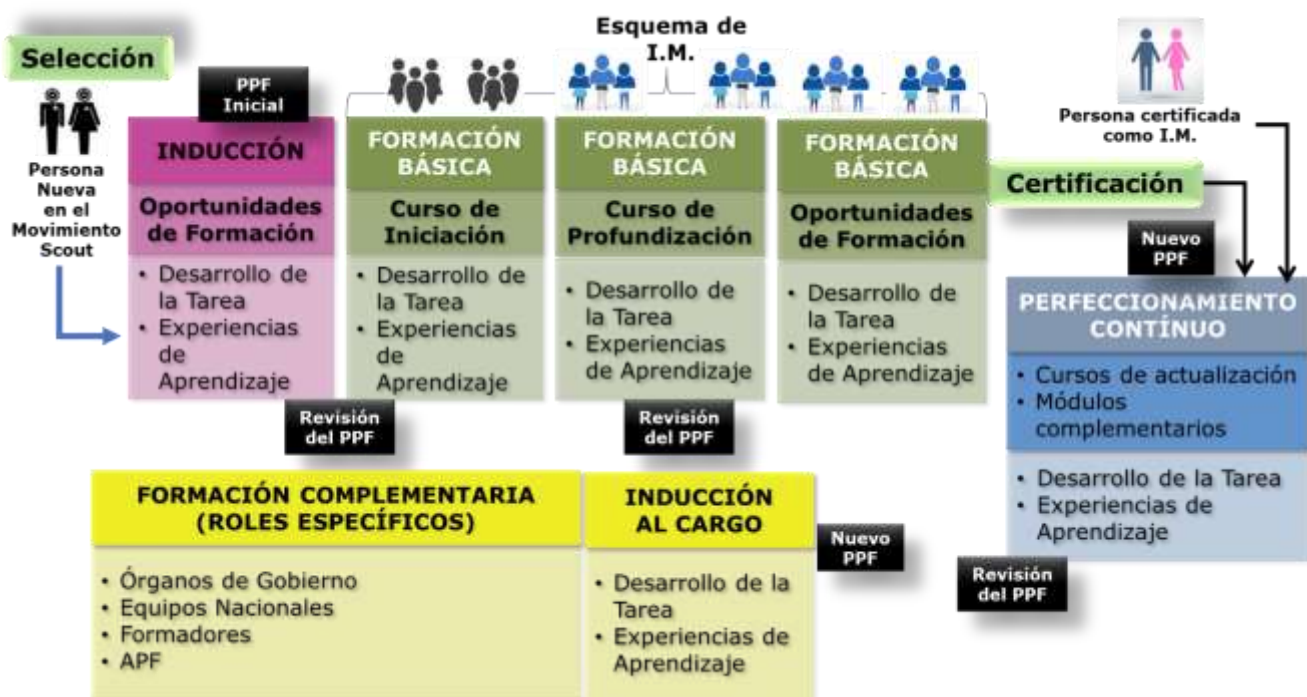 Selección
Persona
Nueva
en el
Movimiento
Scout
PPF
Inicial
INDUCCIÓN
Oportunidades
de Formación
• Desarrollo de
la Tarea
• Experiencias
de
Aprendizaje
Esquema de
I.M.
FORMACIÓN
BÁSICA
Curso de
Iniciación
• Desarrollo de
la Tarea
• Experiencias
de
Aprendizaje
FORMACIÓN
BÁSICA
Curso de
Profundización
• Desarrollo de
la Tarea
• Experiencias
de Aprendizaje
FORMACIÓN
BÁSICA
Oportunidades
de Formación
• Desarrollo de
la Tarea
• Experiencias
de Aprendizaje
Persona certificada
como I.M.
Certificación
Nuevo
PPF
PERFECCIONAMIENTO
CONTÍNUO
• Cursos de actualización
• Módulos
complementarios
• Desarrollo de la Tarea
• Experiencias de
Aprendizaje
Revisión
del PPF
Revisión
del PPF
FORMACIÓN COMPLEMENTARIA
(ROLES ESPECÍFICOS)
• Órganos de Gobierno
• Equipos Nacionales
• Formadores
• APF
INDUCCIÓN
AL CARGO
• Desarrollo de la
Tarea
• Experiencias de
Aprendizaje
Nuevo
PPF
Revisión
del PPF